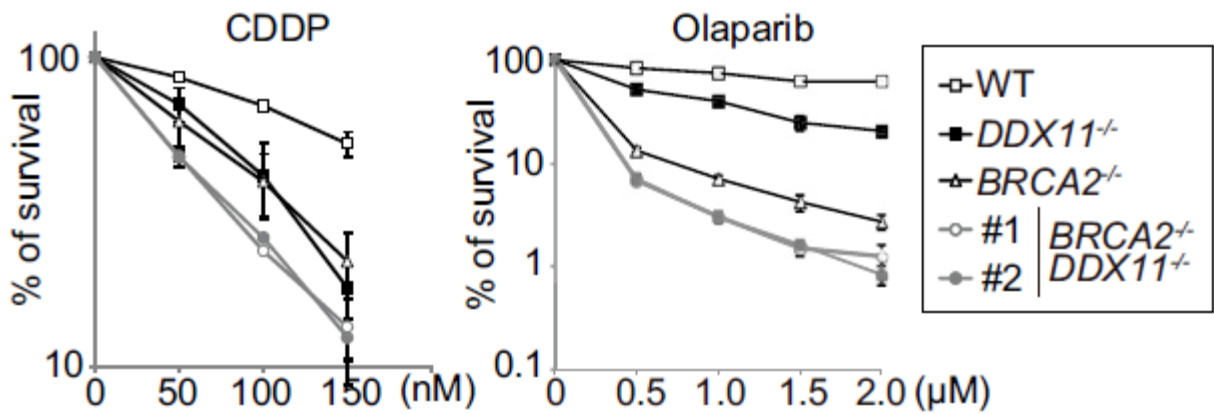 CDDP
% of survival
100
10
0 50 100 150 (nM)
Olaparib
% of survival
100
10
1
0.1
0 0.5 1.0 1.5 2.0 (µM)
WT
DDX11-/-
BRCA2-/-
#1
#2
BRCA2-/-
DDX11-/-